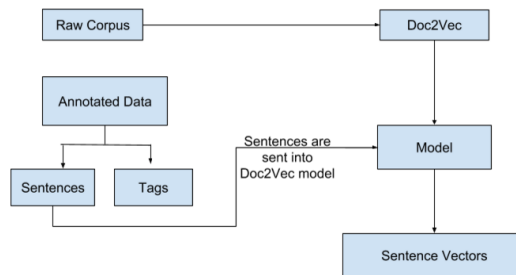 Raw Corpus
Doc2Vec
Annotated Data
Sentences are
sent into
Doc2Vec model
Model
Sentences
Tags
Sentence Vectors